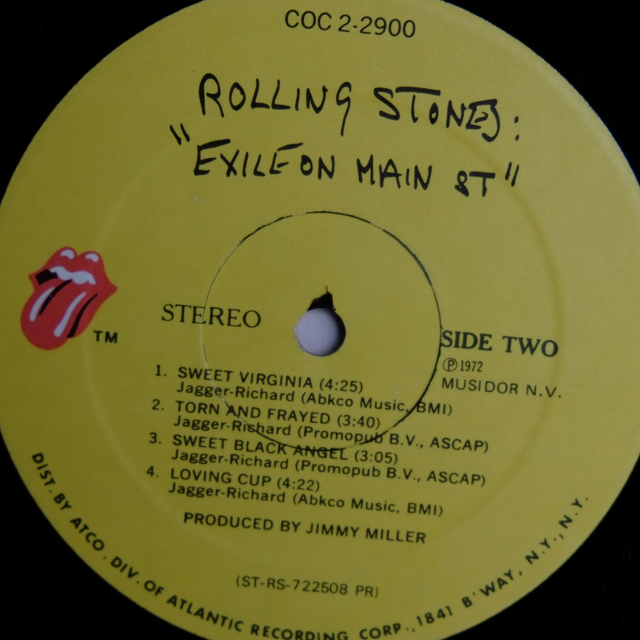 COC 2-2900
ROLLING STONES:
"EXILE ON MAIN ST"
STEREO
TM
SIDE TWO
Ⓟ 1972
MUSIDOR N.V.
1. SWEET VIRGINIA (4:25)
Jagger-Richard (Abkco Music, BMI)
2. TORN AND FRAYED (3:40)
Jagger-Richard (Promopub B.V., ASCAP)
3. SWEET BLACK ANGEL (3:05)
Jagger-Richard (Promopub B.V., ASCAP)
4. LOVING CUP (4:22)
Jagger-Richard (Abkco Music, BMI)
PRODUCED BY JIMMY MILLER
(ST-RS-722508 PR)
DIST. BY ATCO. DIV. OF ATLANTIC RECORDING CORP., 1841 B'WAY, N.Y., N.Y.